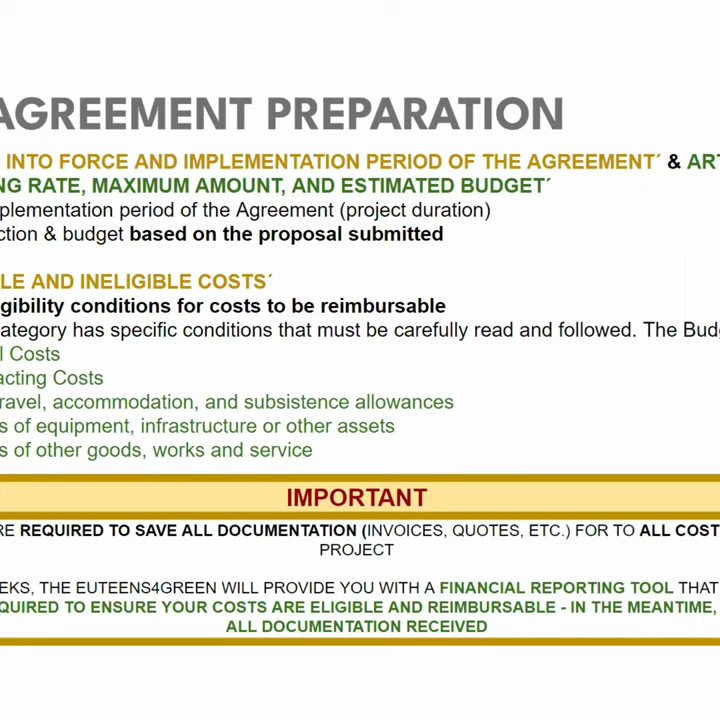 AGREEMENT PREPARATION
INTO FORCE AND IMPLEMENTATION PERIOD OF THE AGREEMENT´ & ART
NG RATE, MAXIMUM AMOUNT, AND ESTIMATED BUDGET´
plementation period of the Agreement (project duration)
ction & budget based on the proposal submitted
LE AND INELIGIBLE COSTS´
gibility conditions for costs to be reimbursable
ategory has specific conditions that must be carefully read and followed. The Budg
l Costs
acting Costs
ravel, accommodation, and subsistence allowances
s of equipment, infrastructure or other assets
s of other goods, works and service
IMPORTANT
RE REQUIRED TO SAVE ALL DOCUMENTATION (INVOICES, QUOTES, ETC.) FOR TO ALL COST
PROJECT
EKS, THE EUTEENS4GREEN WILL PROVIDE YOU WITH A FINANCIAL REPORTING TOOL THAT
QUIRED TO ENSURE YOUR COSTS ARE ELIGIBLE AND REIMBURSABLE - IN THE MEANTIME,
ALL DOCUMENTATION RECEIVED